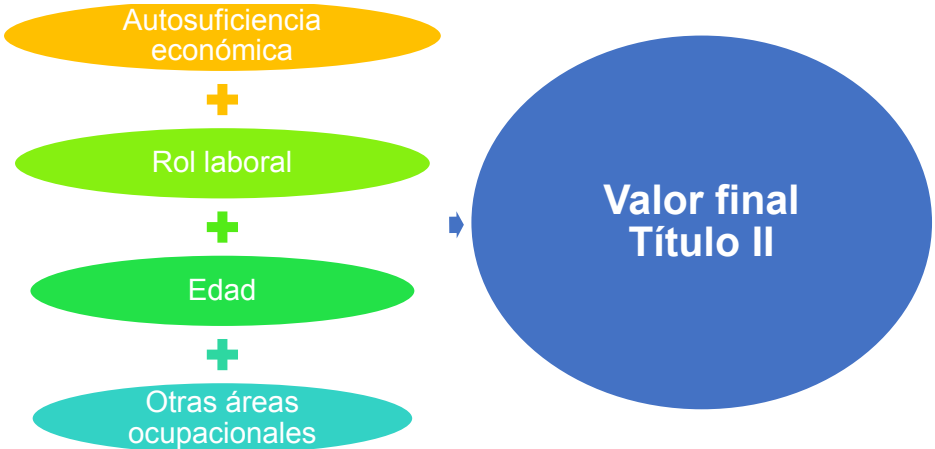 Autosuficiencia
económica
Rol laboral
Edad
Otras áreas
ocupacionales
Valor final
Título II